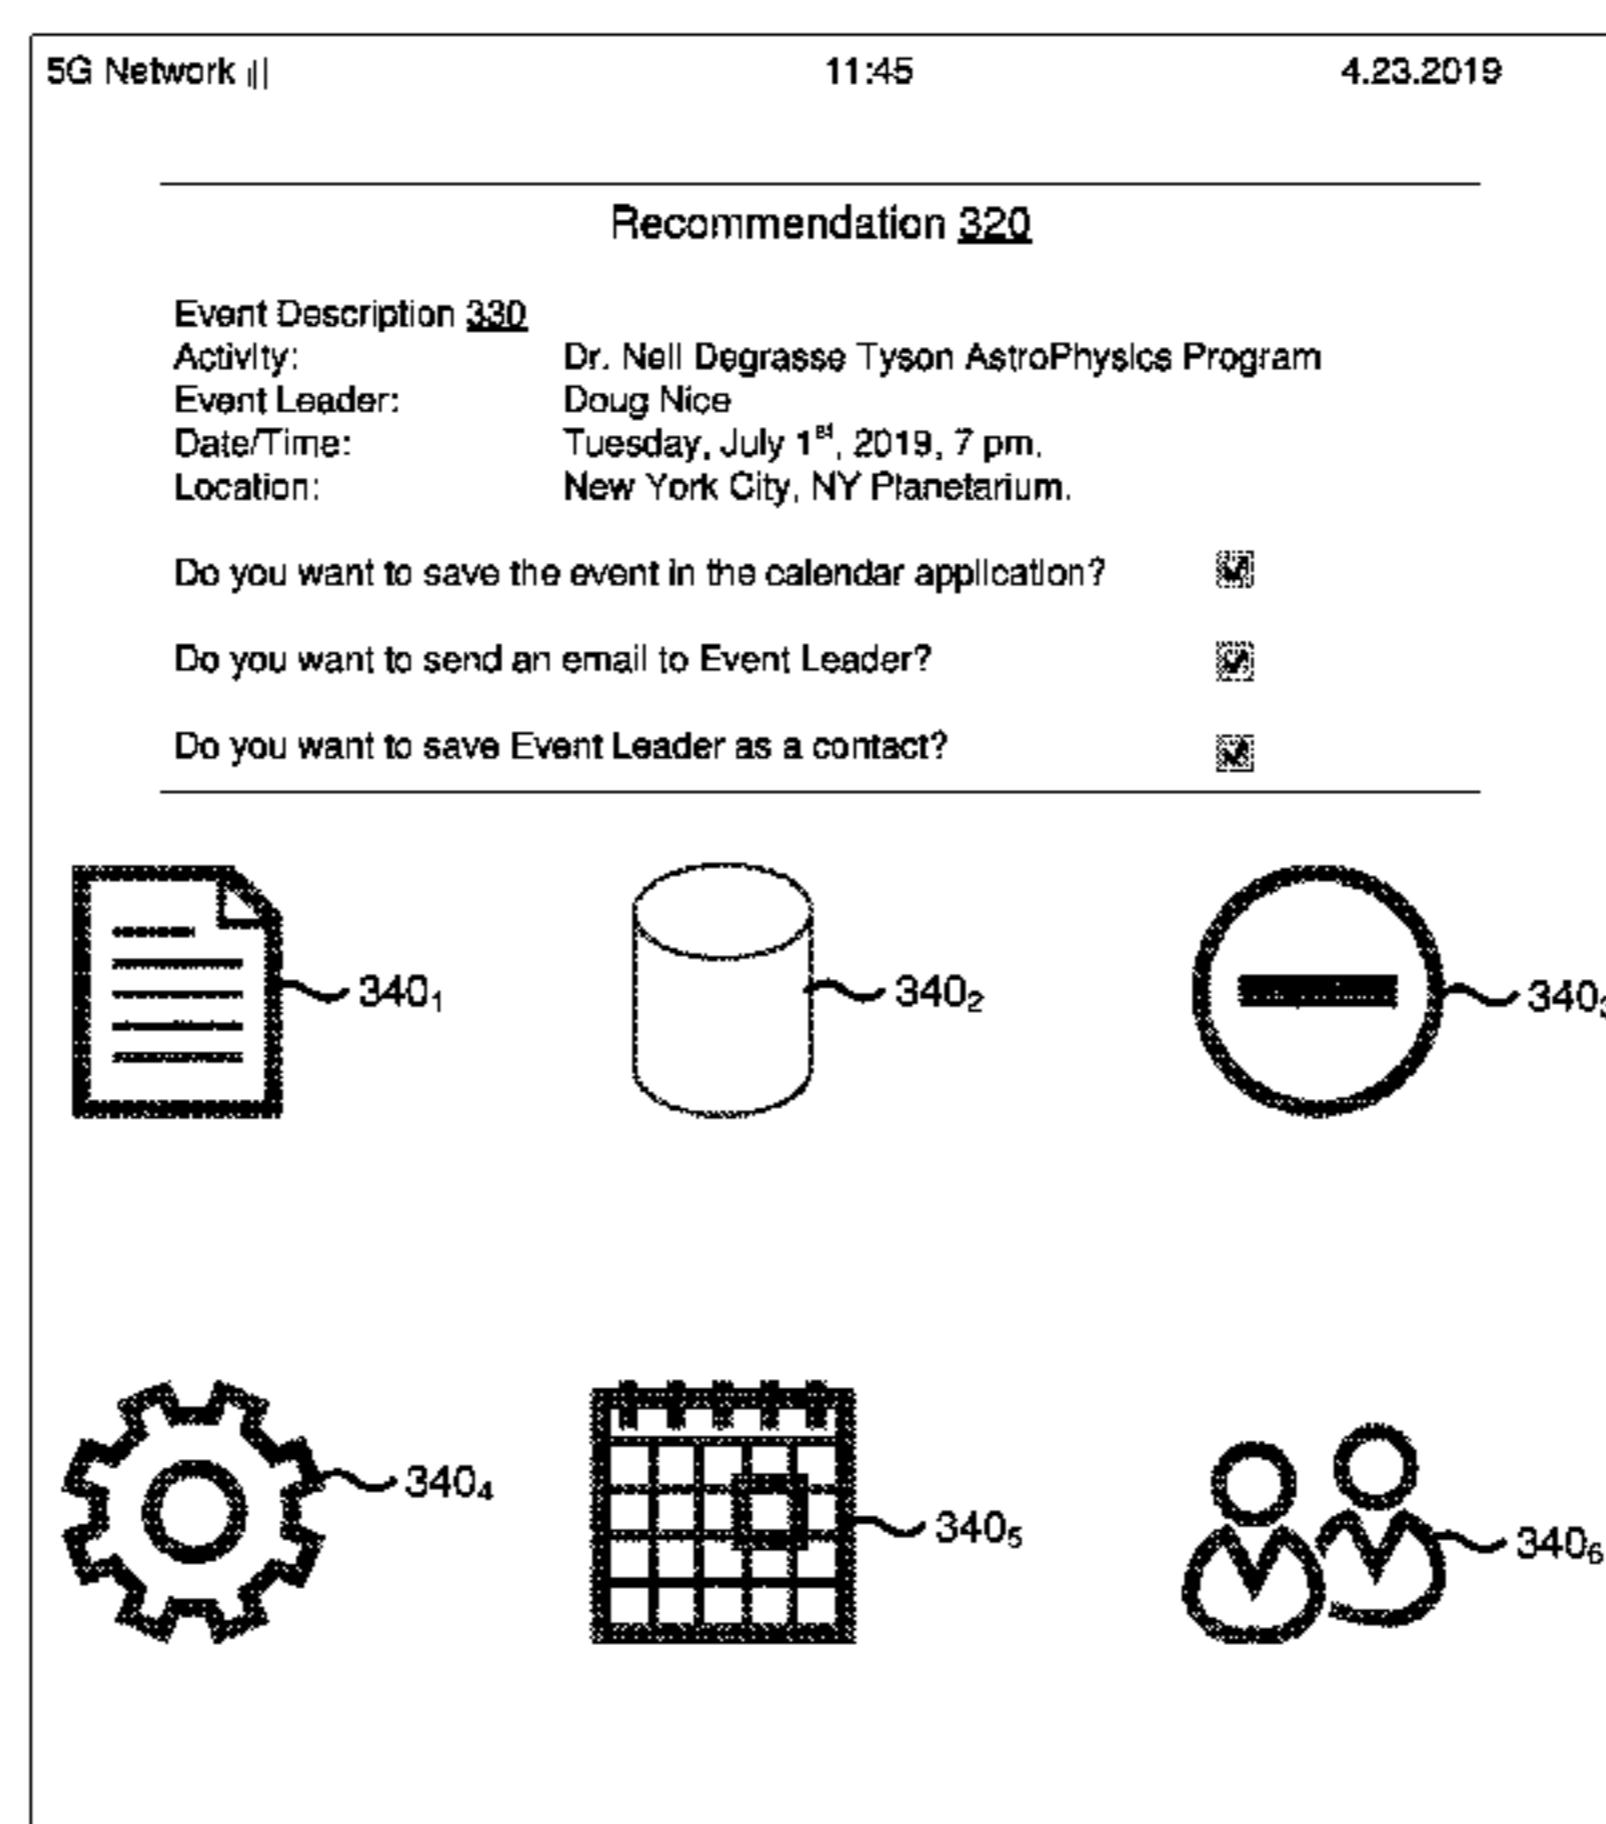 5G Network 11:45 4.23.2019
Recommendation 320
Event Description 330
Activity: Dr. Neil Degrasse Tyson AstroPhysics Program
Event Leader: Doug Nice
Date/Time: Tuesday, July 1st, 2019, 7 pm.
Location: New York City, NY Planetarium.
Do you want to save the event in the calendar application?
Do you want to send an email to Event Leader?
Do you want to save Event Leader as a contact?
340₁ 340₂ 340₃
340₄ 340₅ 340₆